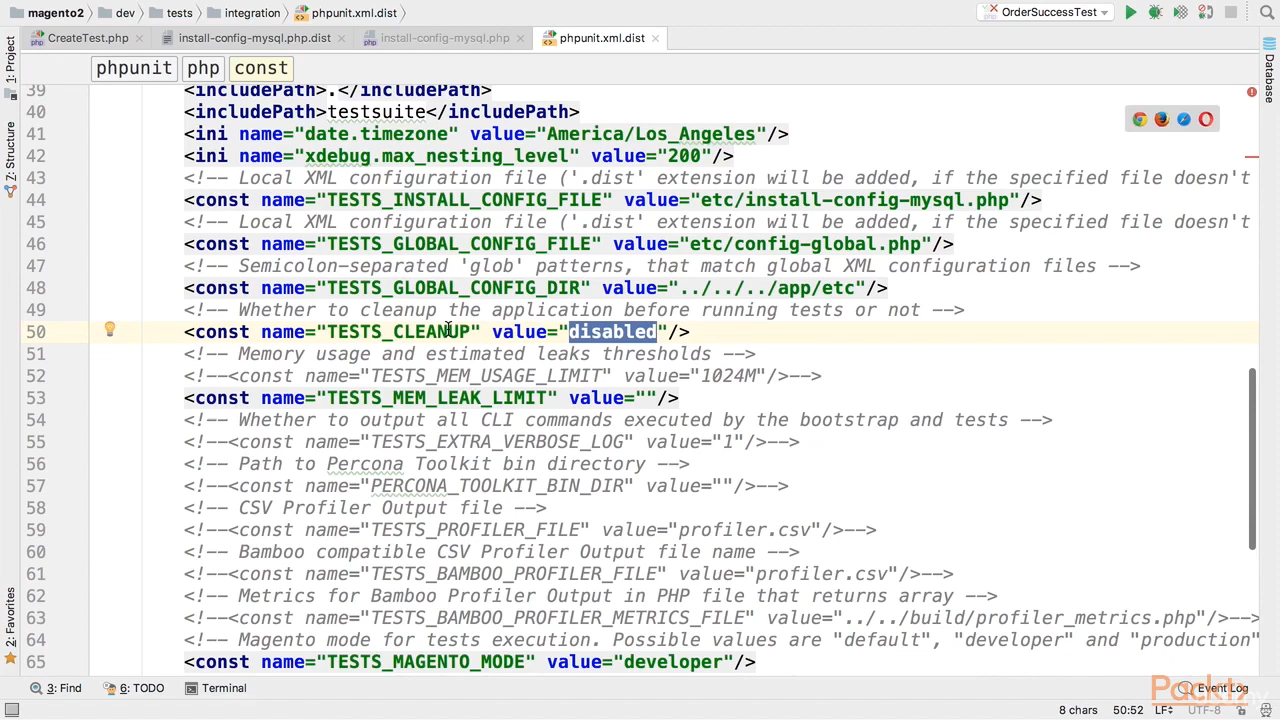 magento2 dev tests integration phpunit.xml.dist OrderSuccessTest
CreateTest.php install-config-mysql.php.dist install-config-mysql.php phpunit.xml.dist
1: Project
7: Structure
2: Favorites
Database
phpunit php const
39 <includePath>.</includePath>
40 <includePath>testsuite</includePath>
41 <ini name="date.timezone" value="America/Los_Angeles"/>
42 <ini name="xdebug.max_nesting_level" value="200"/>
43 <!-- Local XML configuration file ('.dist' extension will be added, if the specified file doesn't
44 <const name="TESTS_INSTALL_CONFIG_FILE" value="etc/install-config-mysql.php"/>
45 <!-- Local XML configuration file ('.dist' extension will be added, if the specified file doesn't
46 <const name="TESTS_GLOBAL_CONFIG_FILE" value="etc/config-global.php"/>
47 <!-- Semicolon-separated 'glob' patterns, that match global XML configuration files -->
48 <const name="TESTS_GLOBAL_CONFIG_DIR" value="../../../app/etc"/>
49 <!-- Whether to cleanup the application before running tests or not -->
50 <const name="TESTS_CLEANUP" value="disabled"/>
51 <!-- Memory usage and estimated leaks thresholds -->
52 <!--<const name="TESTS_MEM_USAGE_LIMIT" value="1024M"/>-->
53 <const name="TESTS_MEM_LEAK_LIMIT" value=""/>
54 <!-- Whether to output all CLI commands executed by the bootstrap and tests -->
55 <!--<const name="TESTS_EXTRA_VERBOSE_LOG" value="1"/>-->
56 <!-- Path to Percona Toolkit bin directory -->
57 <!--<const name="PERCONA_TOOLKIT_BIN_DIR" value=""/>-->
58 <!-- CSV Profiler Output file -->
59 <!--<const name="TESTS_PROFILER_FILE" value="profiler.csv"/>-->
60 <!-- Bamboo compatible CSV Profiler Output file name -->
61 <!--<const name="TESTS_BAMBOO_PROFILER_FILE" value="profiler.csv"/>-->
62 <!-- Metrics for Bamboo Profiler Output in PHP file that returns array -->
63 <!--<const name="TESTS_BAMBOO_PROFILER_METRICS_FILE" value="../../build/profiler_metrics.php"/>-->
64 <!-- Magento mode for tests execution. Possible values are "default", "developer" and "production"
65 <const name="TESTS_MAGENTO_MODE" value="developer"/>
3: Find 6: TODO Terminal Event Log
Packt
8 chars 50:52 LF UTF-8